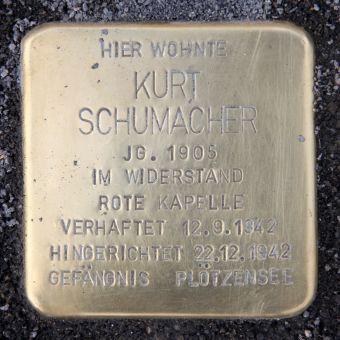 HIER WOHNTE
KURT
SCHUMACHER
JG. 1905
IM WIDERSTAND
ROTE KAPELLE
VERHAFTET 12.9.1942
HINGERICHTET 22.12.1942
GEFÄNGNIS PLÖTZENSEE